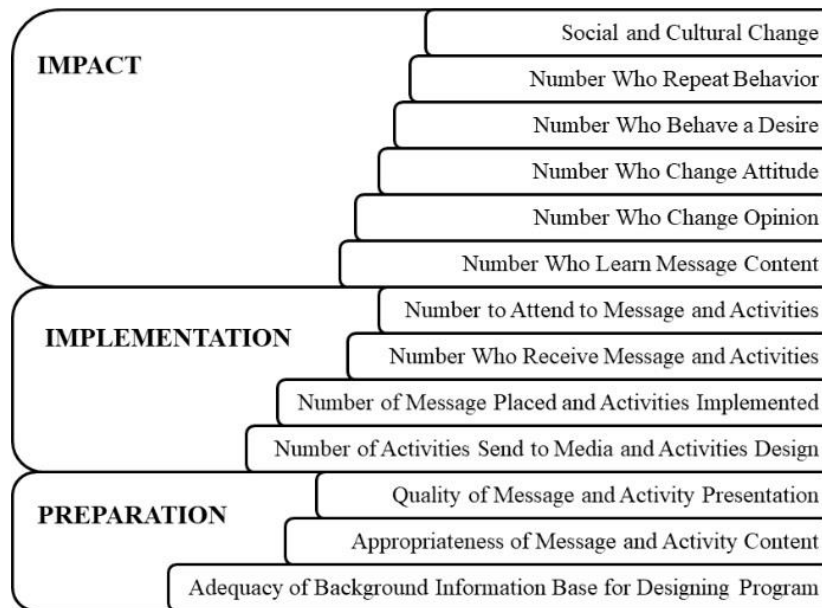 IMPACT
Social and Cultural Change
Number Who Repeat Behavior
Number Who Behave a Desire
Number Who Change Attitude
Number Who Change Opinion
Number Who Learn Message Content
IMPLEMENTATION
Number to Attend to Message and Activities
Number Who Receive Message and Activities
Number of Message Placed and Activities Implemented
Number of Activities Send to Media and Activities Design
PREPARATION
Quality of Message and Activity Presentation
Appropriateness of Message and Activity Content
Adequacy of Background Information Base for Designing Program